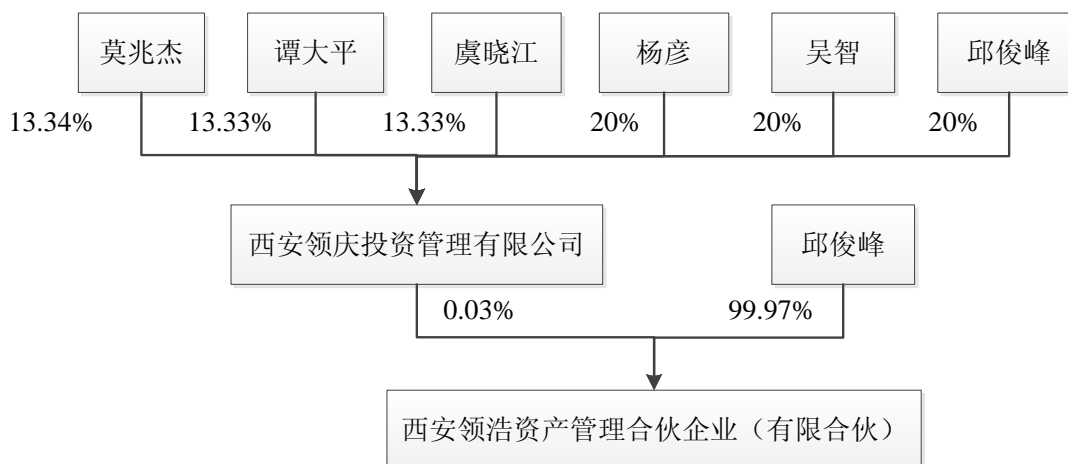 莫兆杰
谭大平
虞晓江
杨彦
吴智
邱俊峰
13.34%
13.33%
13.33%
20%
20%
20%
西安领庆投资管理有限公司
邱俊峰
0.03%
99.97%
西安领浩资产管理合伙企业（有限合伙）